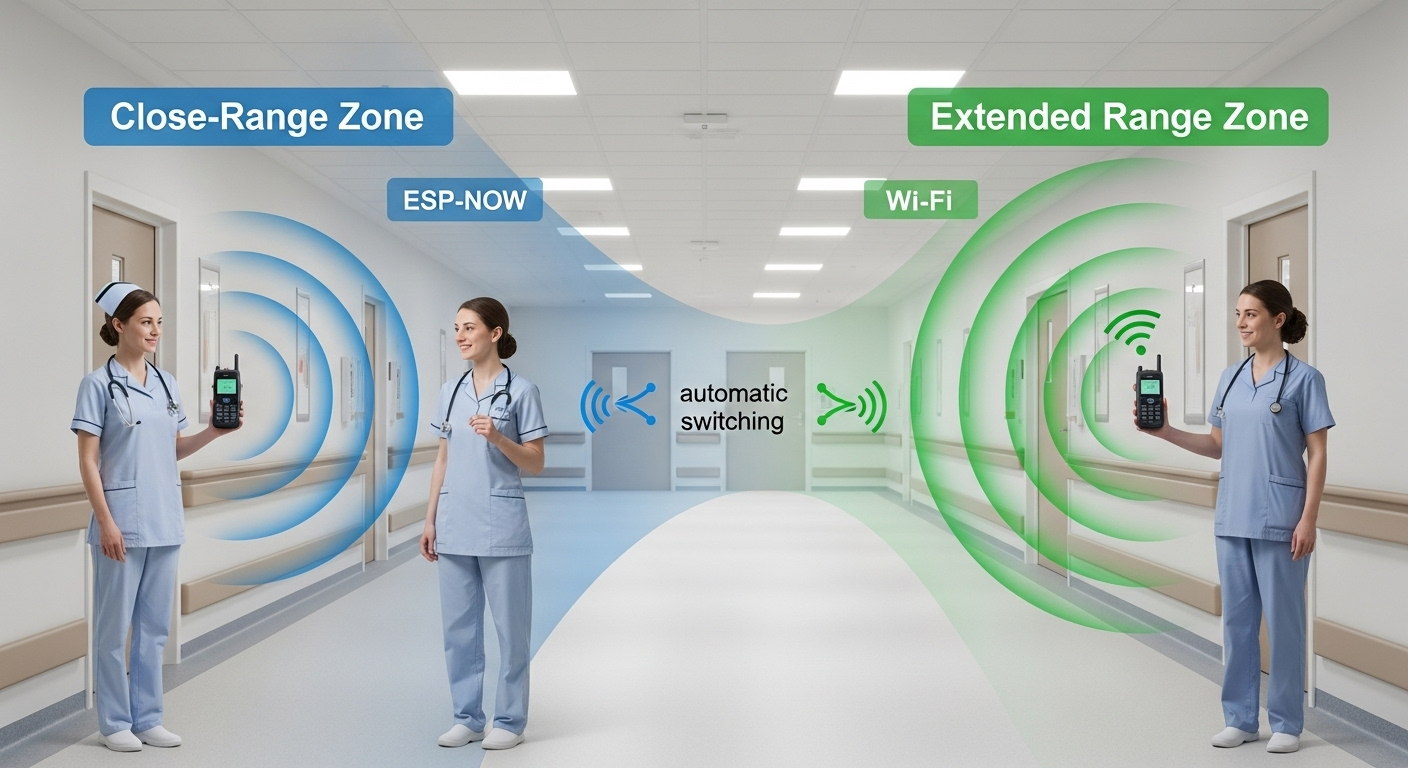 Close-Range Zone
Extended Range Zone
ESP-NOW
Wi-Fi
automatic
switching